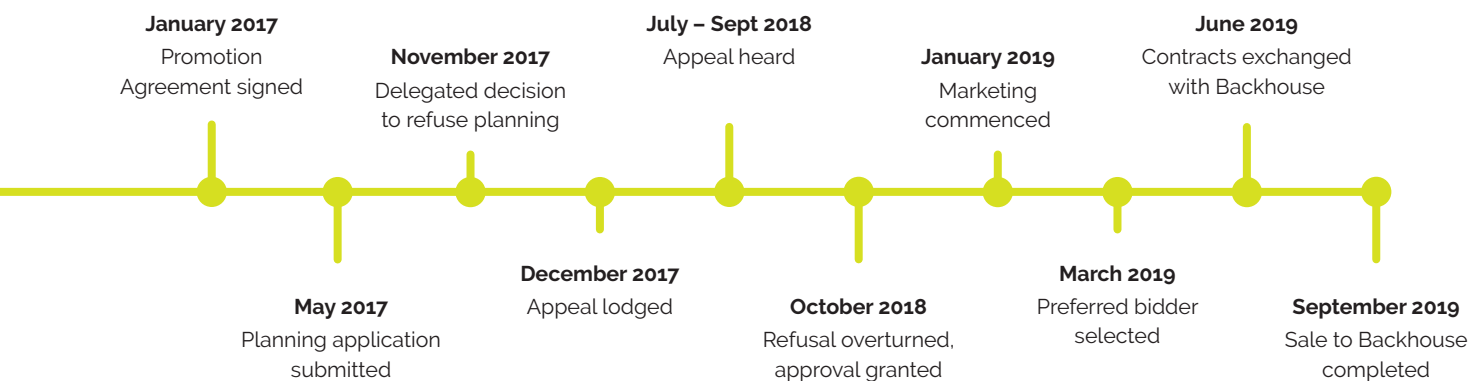 January 2017
Promotion
Agreement signed
May 2017
Planning application
submitted
November 2017
Delegated decision
to refuse planning
December 2017
Appeal lodged
July – Sept 2018
Appeal heard
October 2018
Refusal overturned,
approval granted
January 2019
Marketing
commenced
March 2019
Preferred bidder
selected
June 2019
Contracts exchanged
with Backhouse
September 2019
Sale to Backhouse
completed